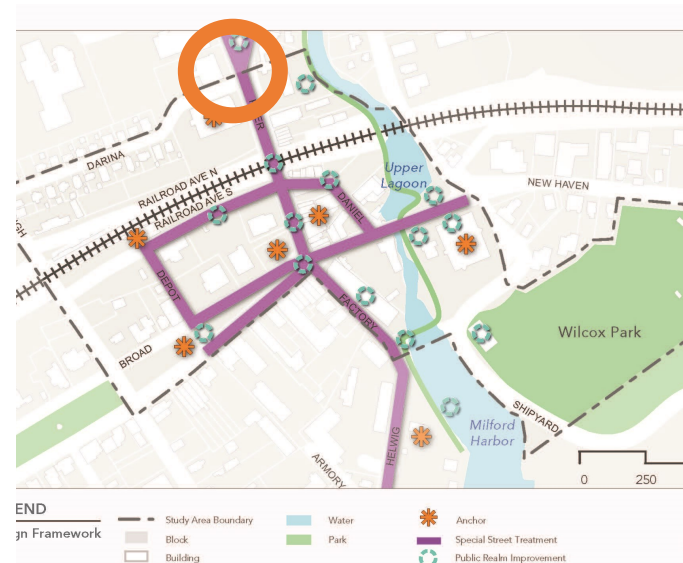 VER
DARINA
RAILROAD AVE N
RAILROAD AVE S
Upper
Lagoon
NEW HAVEN
DANIEL
GH
DEPOT
FACTORY
BROAD
Wilcox Park
SHIPYARD
Milford
Harbor
HELWIG
ARMORY
0 250
END
gn Framework
Study Area Boundary
Block
Building
Water
Park
Anchor
Special Street Treatment
Public Realm Improvement